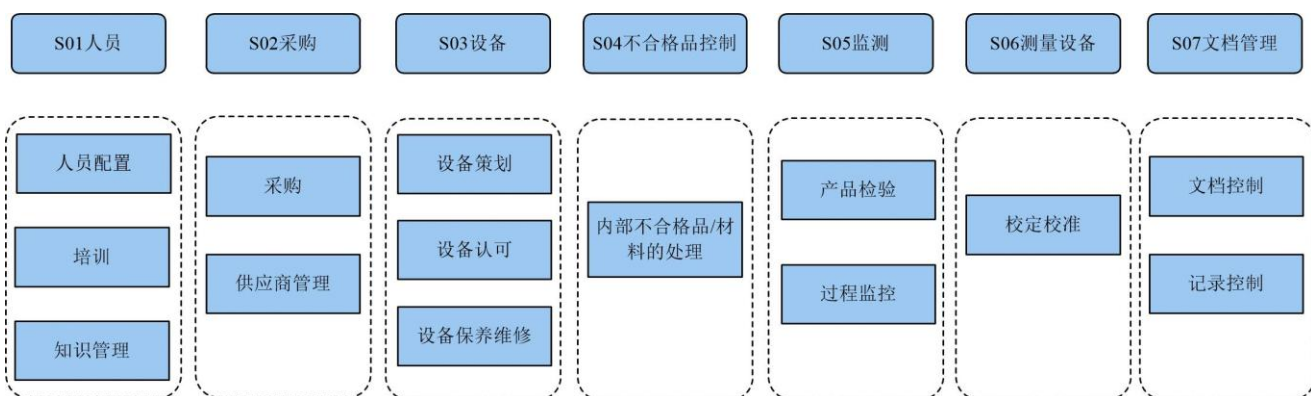 S01人员
S02采购
S03设备
S04不合格品控制
S05监测
S06测量设备
S07文档管理
人员配置
培训
知识管理
采购
供应商管理
设备策划
设备认可
设备保养维修
内部不合格品/材
料的处理
产品检验
过程监控
校定校准
文档控制
记录控制